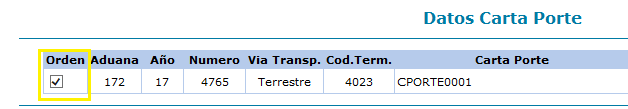 Datos Carta Porte
Orden Aduana Año Numero Via Transp. Cod.Term. Carta Porte
172 17 4765 Terrestre 4023 CPORTE0001